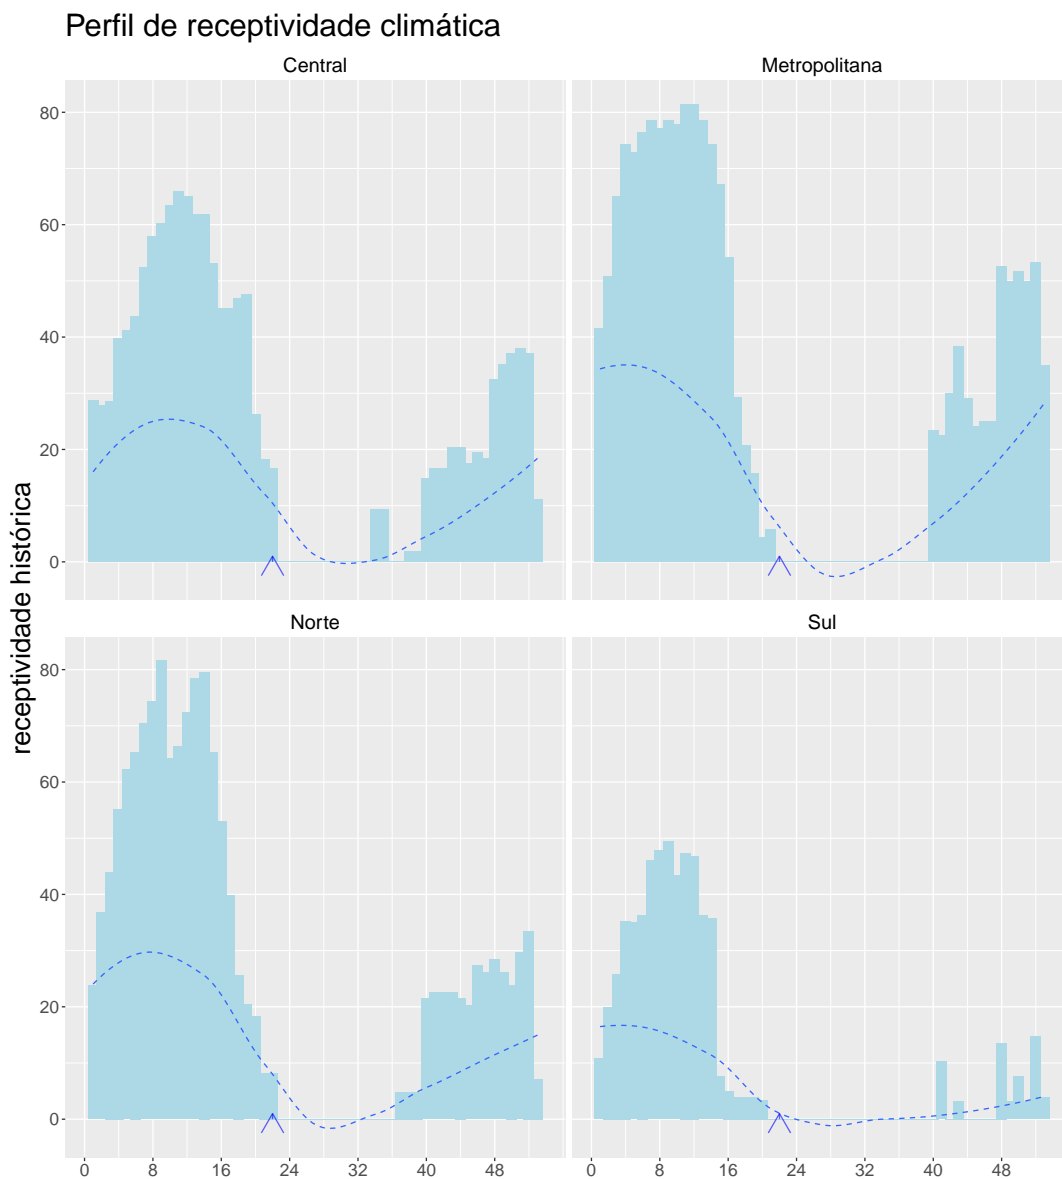 Perfil de receptividade climática
Central
Metropolitana
80
60
40
20
0
receptividade histórica
Norte
Sul
80
60
40
20
0
0 8 16 24 32 40 48
0 8 16 24 32 40 48